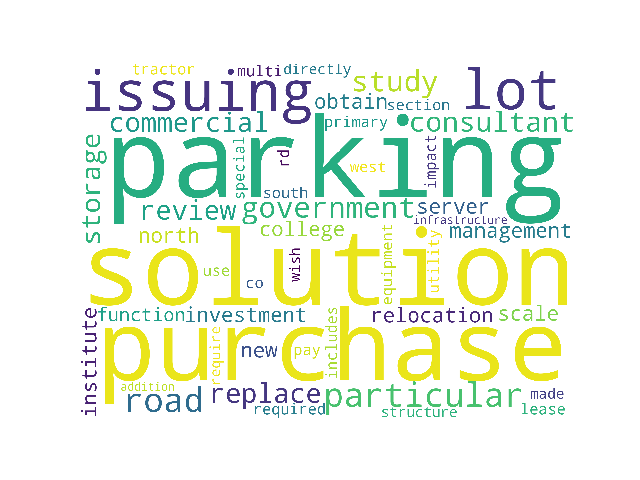 tractor multi directly
issuing study lot
obtain section
commercial primary consultant
parking
storage special rd west impact
south
review government server
infrastructure
north college management
solution
use co wish equipment utility
function investment relocation scale
purchase
institute require new pay includes
addition replace particular made
road required structure lease